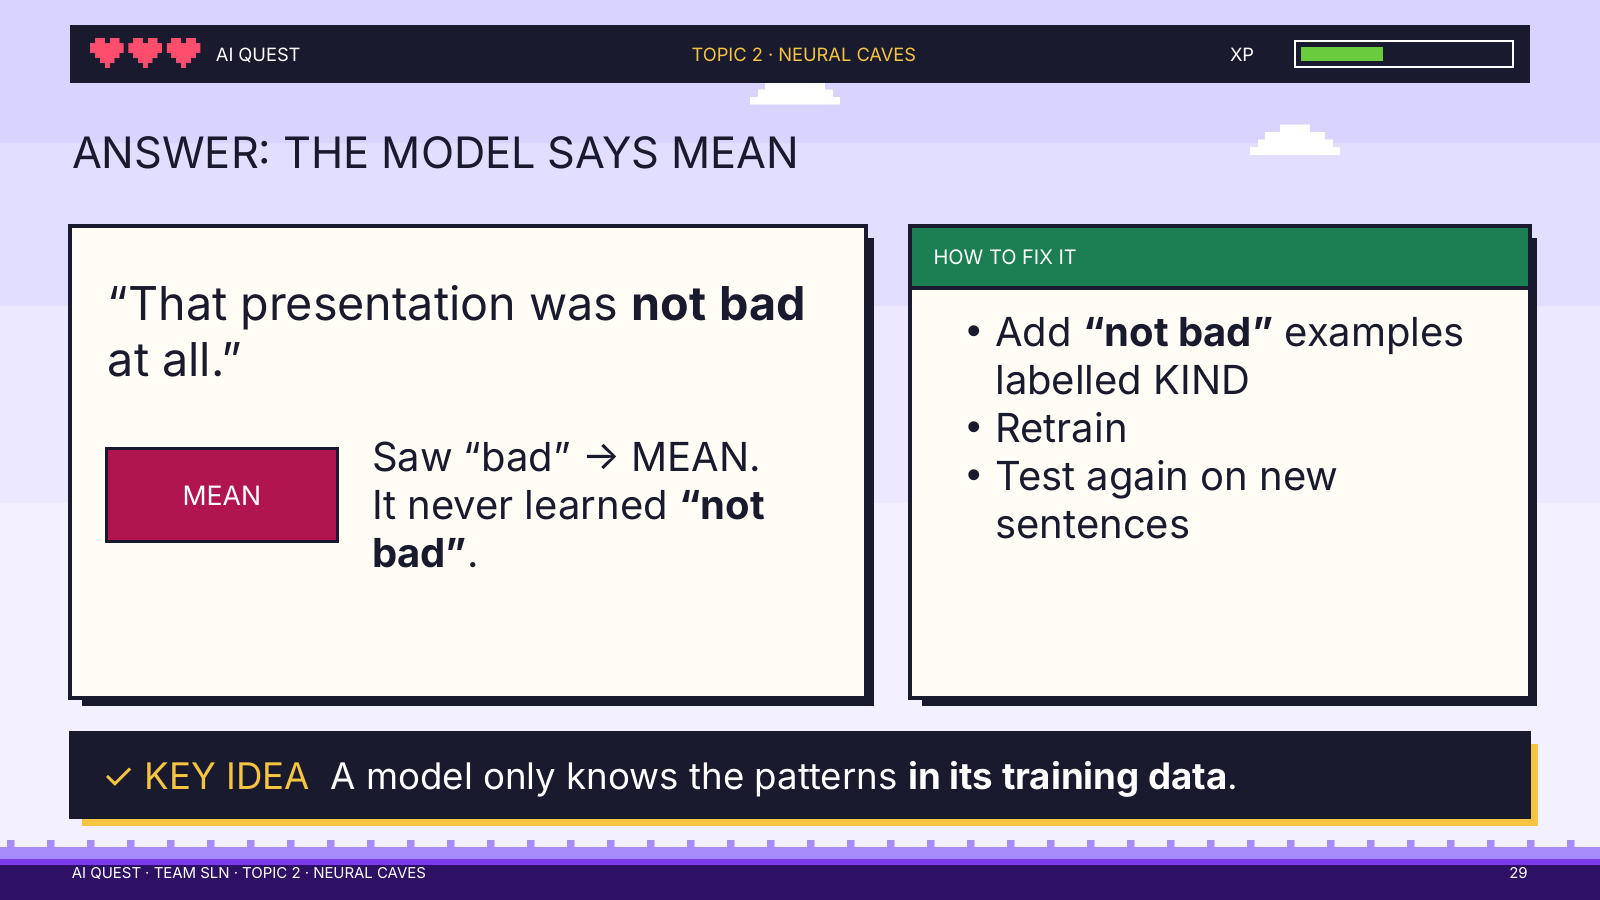 AI QUEST
TOPIC 2 · NEURAL CAVES
XP
ANSWER: THE MODEL SAYS MEAN
“That presentation was not bad
at all.”
MEAN
Saw “bad” → MEAN.
It never learned “not
bad”.
HOW TO FIX IT
• Add “not bad” examples
labelled KIND
• Retrain
• Test again on new
sentences
✓ KEY IDEA A model only knows the patterns in its training data.
AI QUEST · TEAM SLN · TOPIC 2 · NEURAL CAVES
29